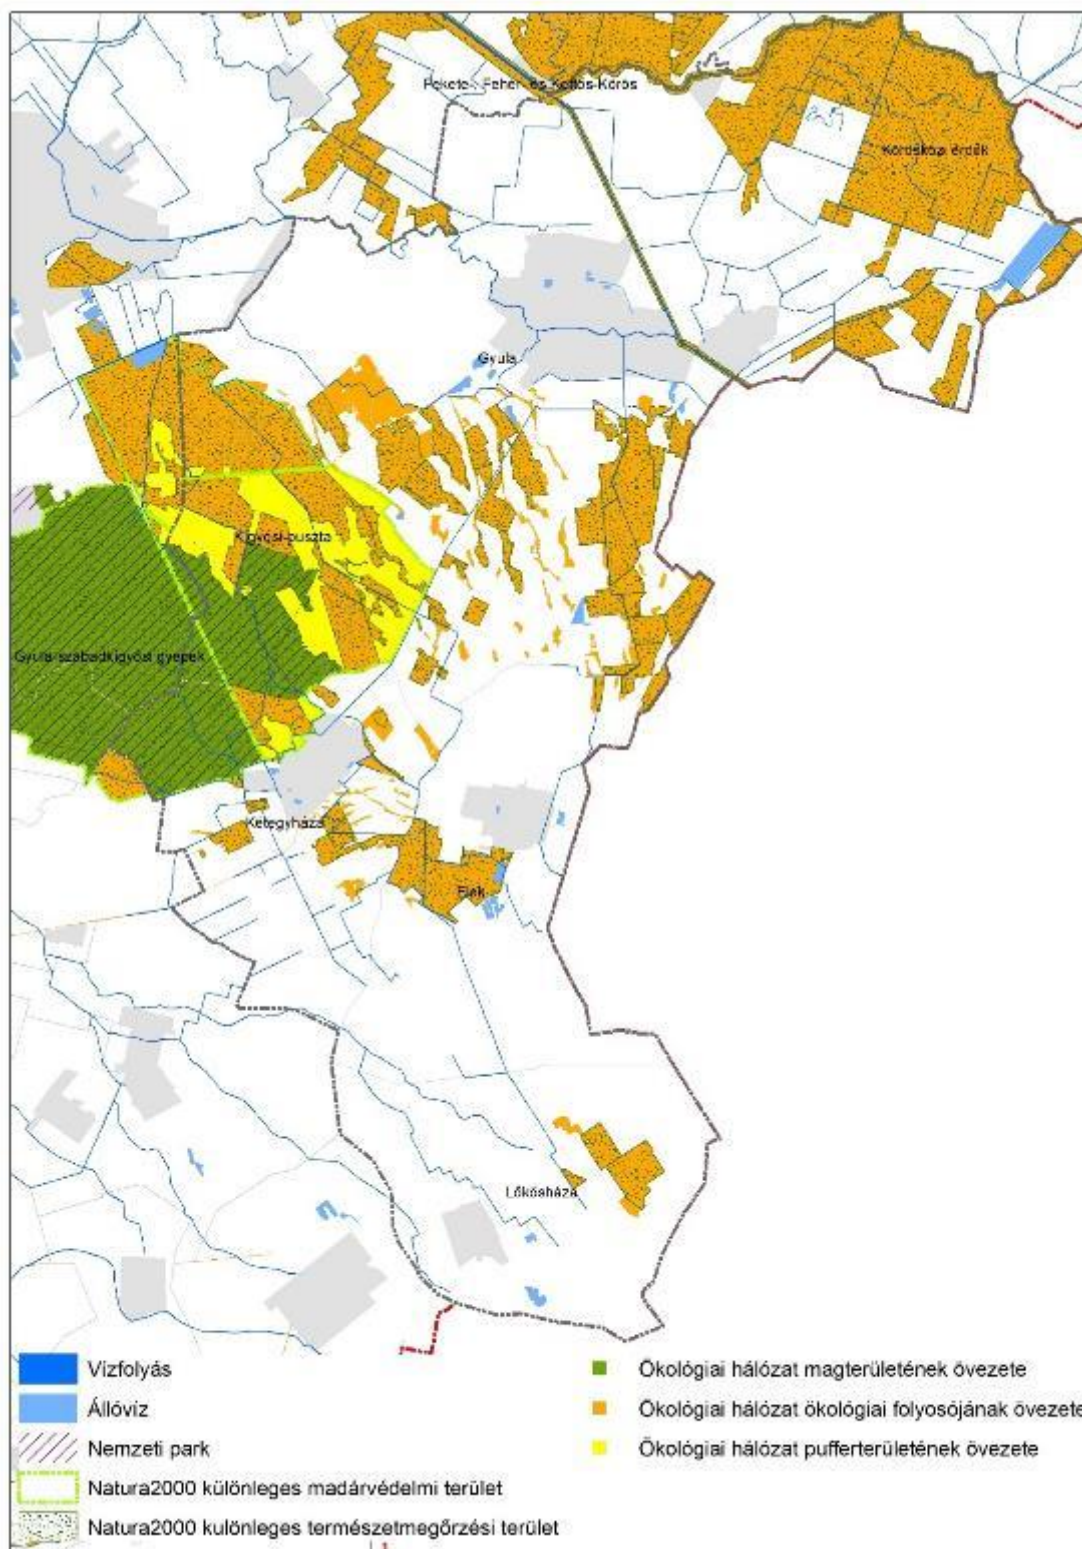 Fekete-, Fehér- és Kettős-Körös
Körösközi erdők
Gyula
Kígyósi-puszta
Gyula-szabadkígyósi gyepek
Kétegyháza
Elek
Lőkösháza
Vízfolyás
Állóvíz
Nemzeti park
Natura2000 különleges madárvédelmi terület
Natura2000 kulönleges természetmegőrzési terület
Ökológiai hálózat magterületének övezete
Ökológiai hálózat ökológiai folyosójának övezete
Ökológiai hálózat pufferterületének övezete